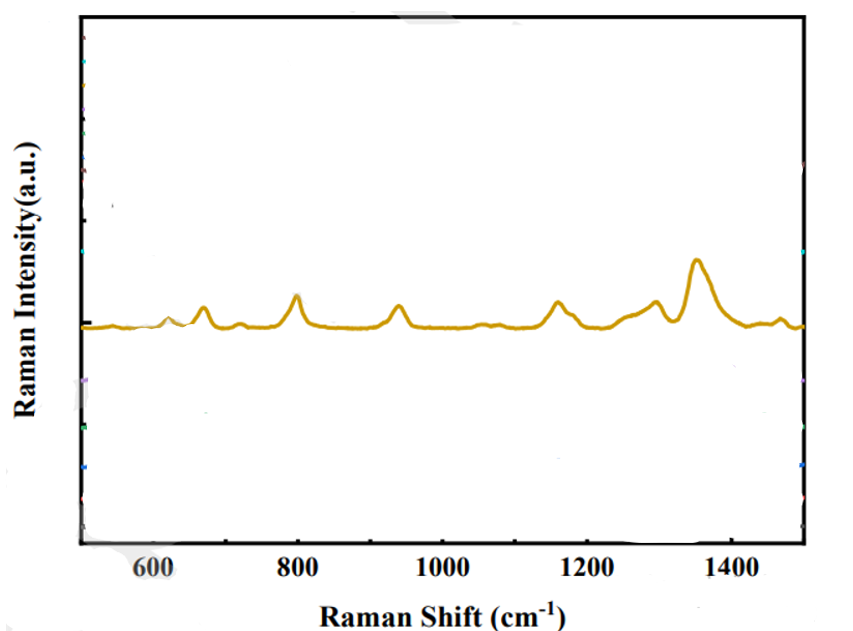 Raman Intensity(a.u.)
600 800 1000 1200 1400
Raman Shift (cm⁻¹)